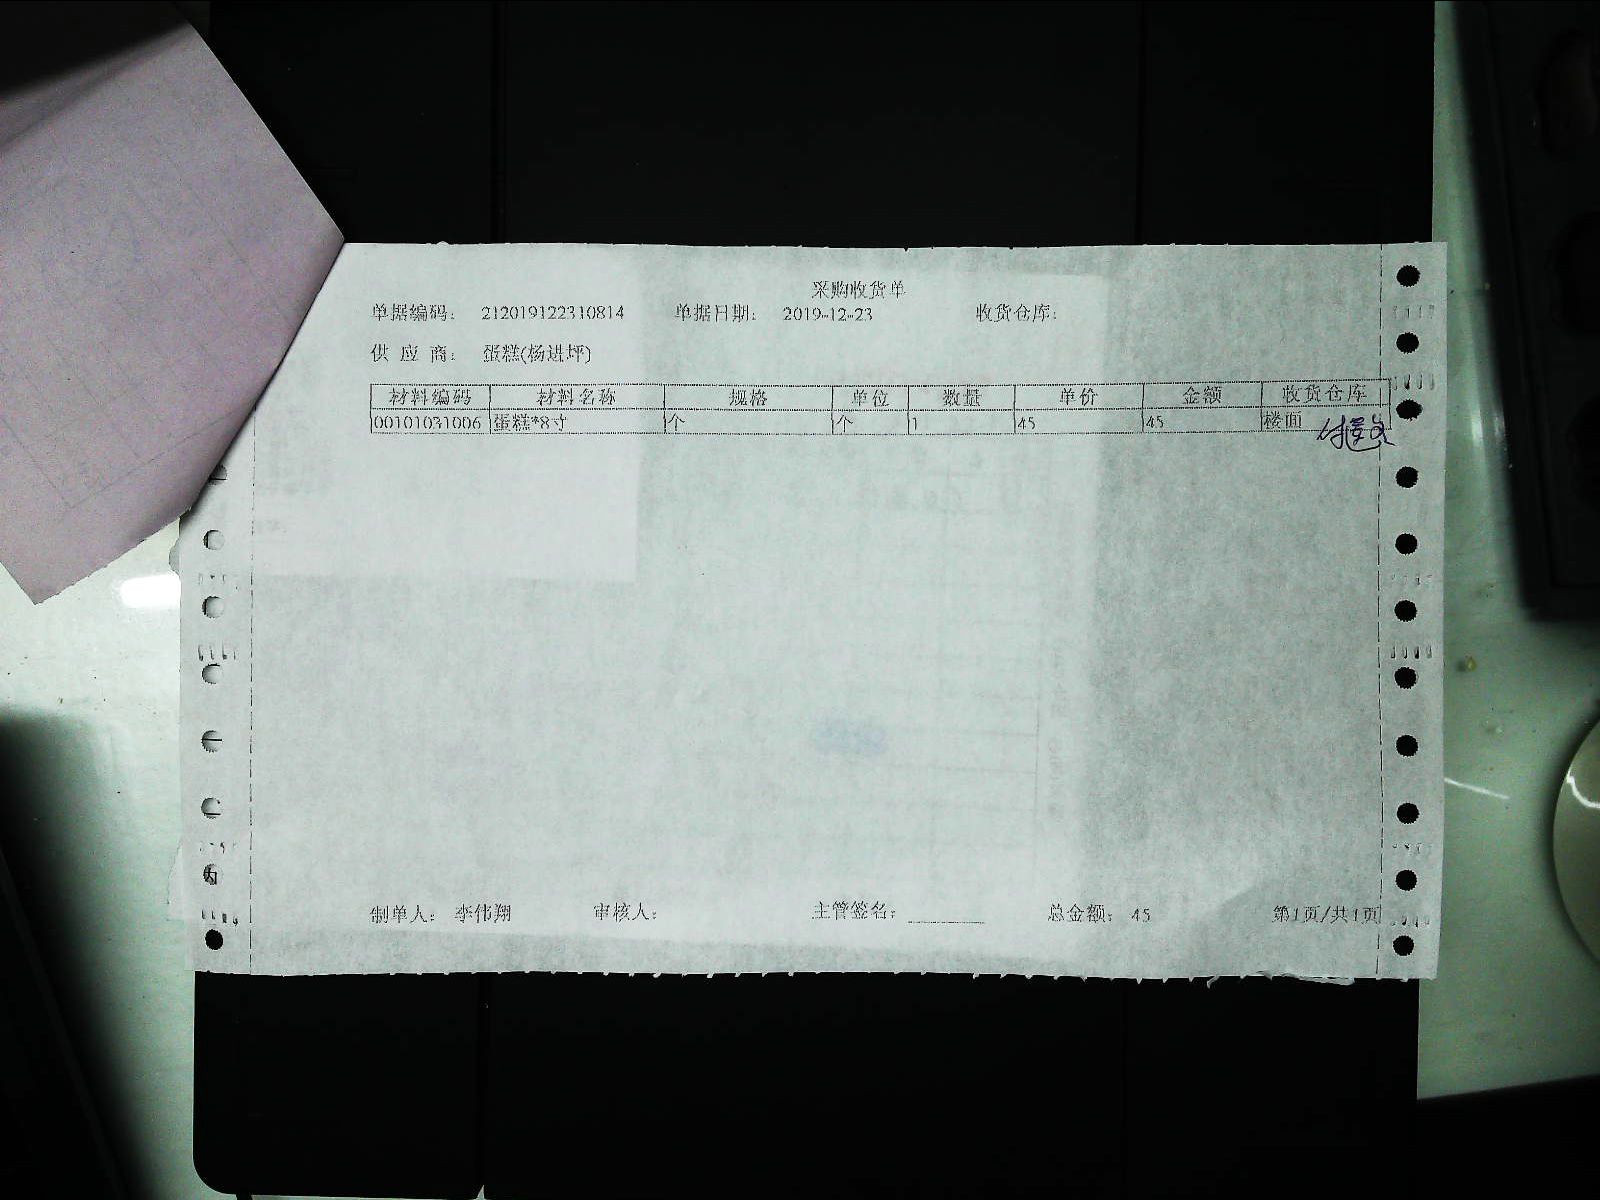 采购收货单
单据编码： 212019122310814 单据日期： 2019-12-23 收货仓库：
供 应 商： 蛋糕(杨进坪)
材料编码 材料名称 规格 单位 数量 单价 金额 收货仓库
00101031006 蛋糕*8寸 个 个 1 45 45 楼面
制单人： 李伟翔 审核人： 主管签名：________ 总金额： 45 第1页/共1页